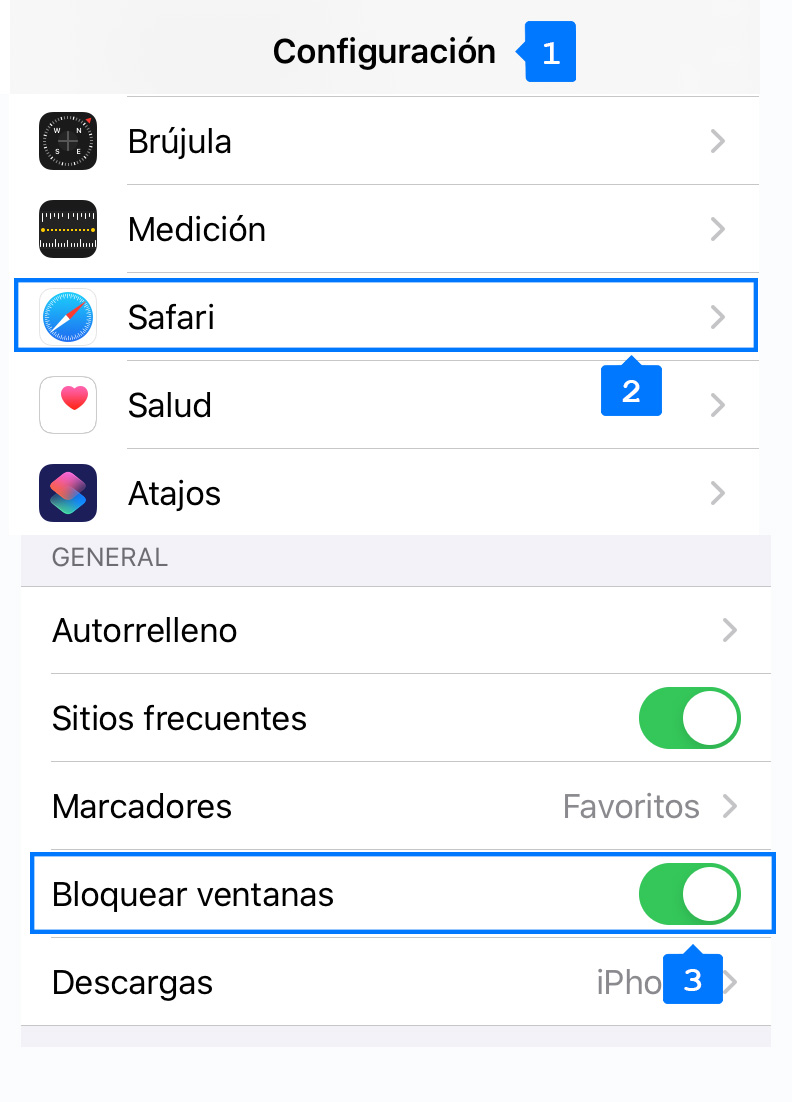 Configuración 1
Brújula
W N
S E
Medición
Safari
2
Salud
Atajos
GENERAL
Autorrelleno
Sitios frecuentes
Marcadores Favoritos
Bloquear ventanas
Descargas iPho 3